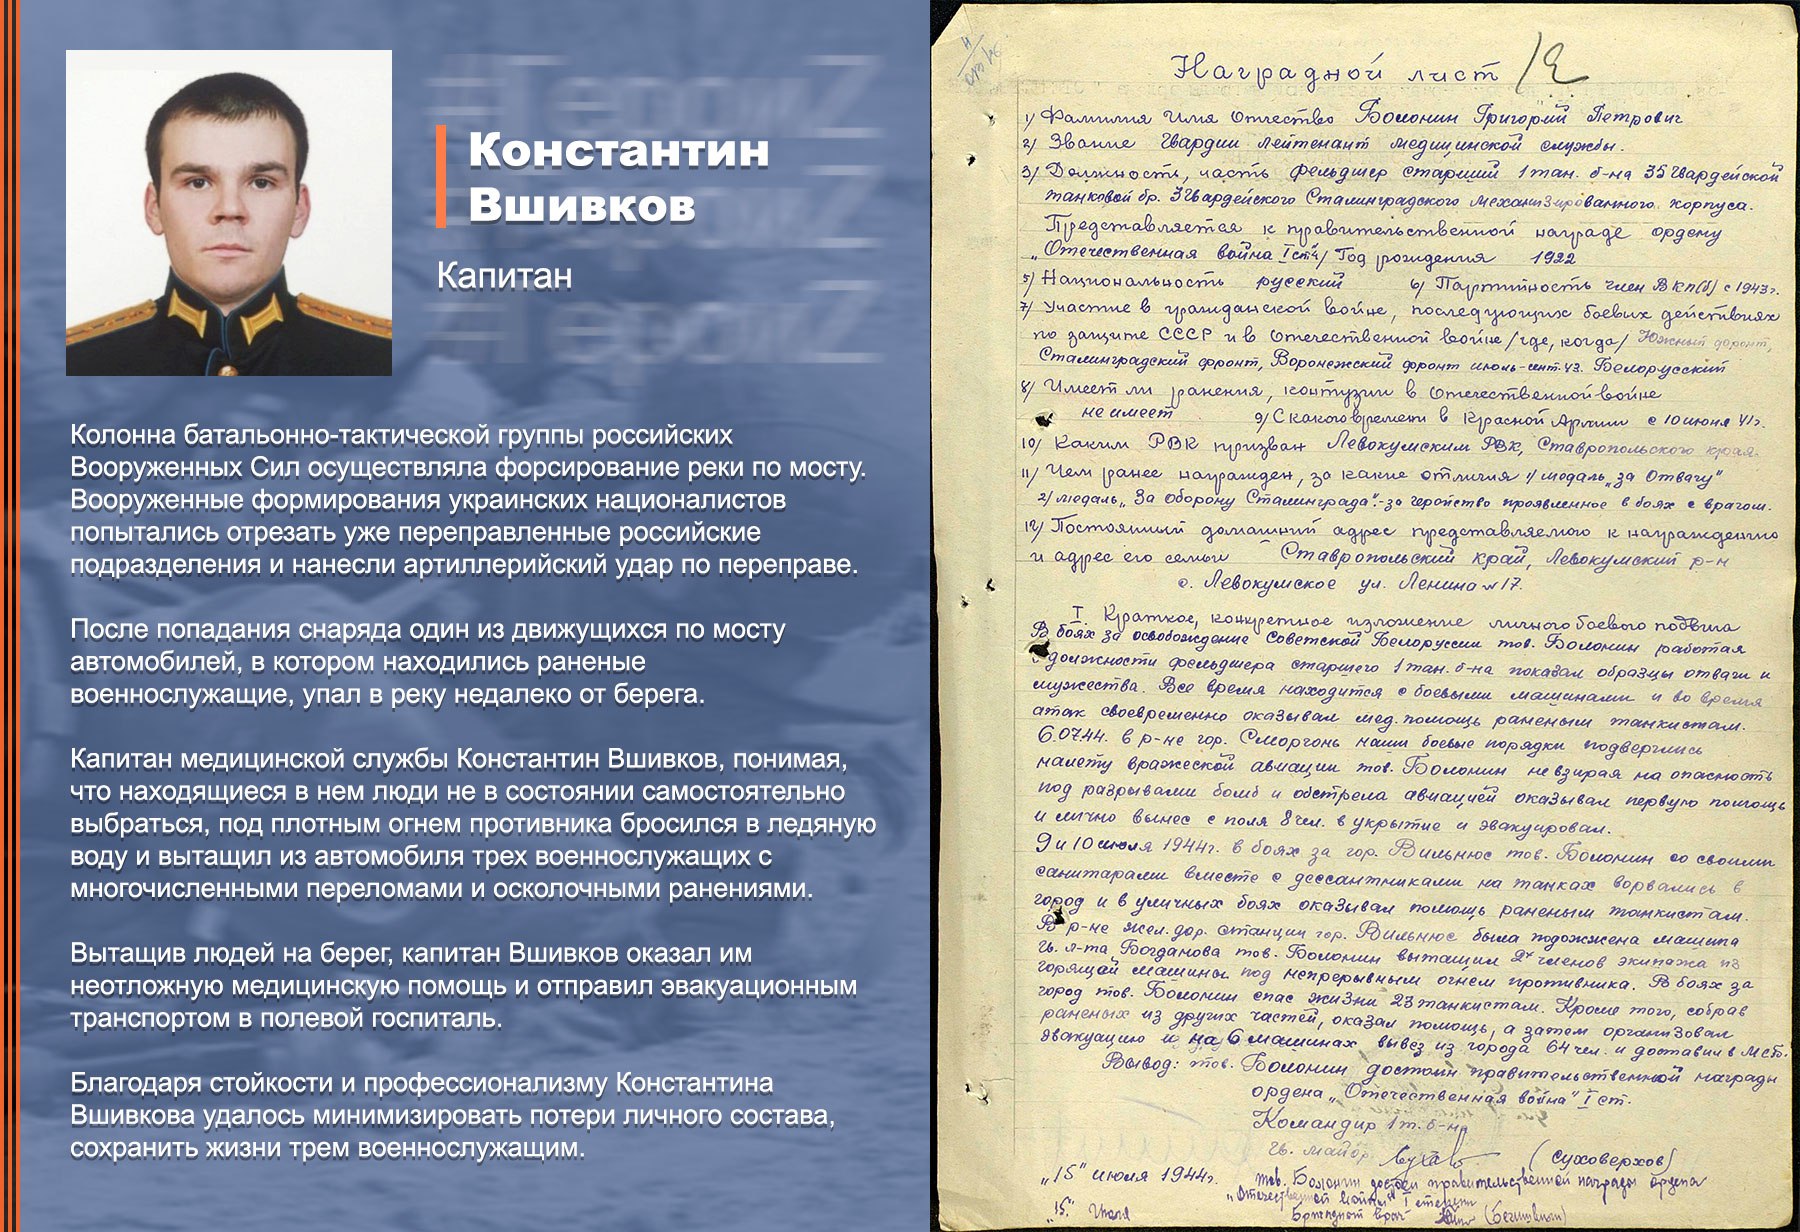 #ГероиZ
Константин
Вшивков
Капитан
Колонна батальонно-тактической группы российских
Вооруженных Сил осуществляла форсирование реки по мосту.
Вооруженные формирования украинских националистов
попытались отрезать уже переправленные российские
подразделения и нанесли артиллерийский удар по переправе.
После попадания снаряда один из движущихся по мосту
автомобилей, в котором находились раненые
военнослужащие, упал в реку недалеко от берега.
Капитан медицинской службы Константин Вшивков, понимая,
что находящиеся в нем люди не в состоянии самостоятельно
выбраться, под плотным огнем противника бросился в ледяную
воду и вытащил из автомобиля трех военнослужащих с
многочисленными переломами и осколочными ранениями.
Вытащив людей на берег, капитан Вшивков оказал им
неотложную медицинскую помощь и отправил эвакуационным
транспортом в полевой госпиталь.
Благодаря стойкости и профессионализму Константина
Вшивкова удалось минимизировать потери личного состава,
сохранить жизни трем военнослужащим.
Наградной лист
1/ Фамилия Имя Отчество Болонин Григорий Петрович
2/ Звание Гвардии лейтенант медицинской службы.
3/ Должность, часть фельдшер старший 1 тан. б-на 35 Гвардейской
танковой бр. 3 Гвардейского Сталинградского механизированного корпуса.
Представляется к правительственной награде ордену
„Отечественная война I ст 4/ Год рождения 1922
5/ Национальность русский 6/ Партийность член ВКП(б) с 1943 г.
7/ Участие в гражданской войне, последующих боевых действиях
по защите СССР и в Отечественной войне /где, когда/ Южный фронт,
Сталинградский фронт, Воронежский фронт июль-сент. 43. Белорусский
8/ Имеет ли ранения, контузии в Отечественной войне
не имеет 9/ С какого времени в Красной Армии с 10 июня 41 г.
10/ Каким РВК призван Левокумским РВК, Ставропольского края.
11/ Чем ранее награжден, за какие отличия 1/ медаль „За Отвагу"
2/ медаль „За оборону Сталинграда".- за геройство проявленное в боях с врагом.
12/ Постоянный домашний адрес представляемого к награждению
и адрес его семьи Ставропольский край, Левокумский р-н
с. Левокумское ул. Ленина № 17.
I. Краткое, конкретное изложение личного боевого подвига
В боях за освобождение Советской Белоруссии тов. Болонин работая
в должности фельдшера старшего 1 тан. б-на показал образцы отваги и
мужества. Все время находится с боевыми машинами и во время
атак своевременно оказывал мед. помощь раненым танкистам.
6.07.44. в р-не гор. Сморгонь наши боевые порядки подверглись
налету вражеской авиации тов. Болонин невзирая на опасность
под разрывами бомб и обстрела авиацией оказывал первую помощь
и лично вынес с поля 8 чел. в укрытие и эвакуировал.
9 и 10 июля 1944 г. в боях за гор. Вильнюс тов. Болонин со своими
санитарами вместе с дессантниками на танках ворвались в
город и в уличных боях оказывал помощь раненым танкистам.
В р-не жел. дор. станции гор. Вильнюс была подожжена машина
гв. л-та Богданова тов. Болонин вытащил 2х членов экипажа из
горящей машины под непрерывным огнём противника. В боях за
город тов. Болонин спас жизни 23 танкистам. Кроме того, собрав
раненых из других частей, оказал помощь, а затем организовал
эвакуацию и на 6 машинах вывез из города 64 чел. и доставил в МСБ.
Вывод: тов. Болонин достоин правительственной награды
ордена „Отечественная война" I ст.
Командир 1 т. б-на
гв. майор (Суховерхов)
„15" июля 1944 г. тов. Болонин достоин правительственной награды ордена
„Отечественной войны" I степени
„15." Июля Бригадный врач